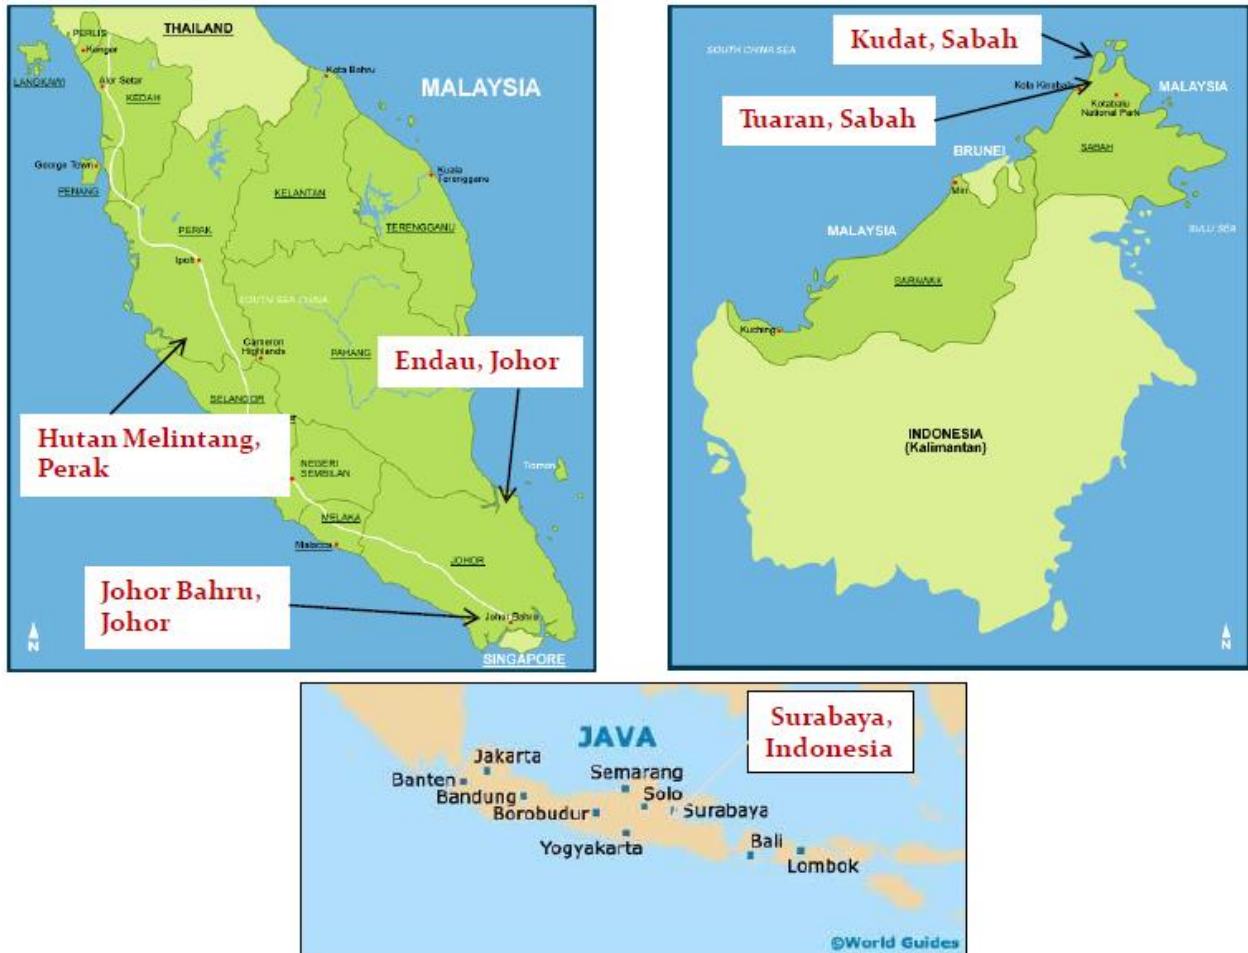 THAILAND
PERLIS
Kangar
LANGKAWI
Alor Setar
KEDAH
Kota Bahru
MALAYSIA
George Town
PENANG
Kuala
Terengganu
KELANTAN
TERENGGANU
PERAK
Ipoh
SOUTH SEA CHINA
Cameron
Highlands
PAHANG
Endau, Johor
SELANGOR
Hutan Melintang,
Perak
NEGERI
SEMBILAN
Tioman
MELAKA
Malacca
JOHOR
Johor Bahru,
Johor
Johor Bahru
SINGAPORE
N
Kudat, Sabah
SOUTH CHINA SEA
Kota Kinabalu
MALAYSIA
Kotabalu
National Park
Tuaran, Sabah
SABAH
BRUNEI
Miri
MALAYSIA
SULU SEA
SARAWAK
Kuching
INDONESIA
(Kalimantan)
N
Surabaya,
Indonesia
JAVA
Jakarta
Semarang
Banten
Solo
Bandung
Borobudur
Surabaya
Yogyakarta
Bali
Lombok
©World Guides